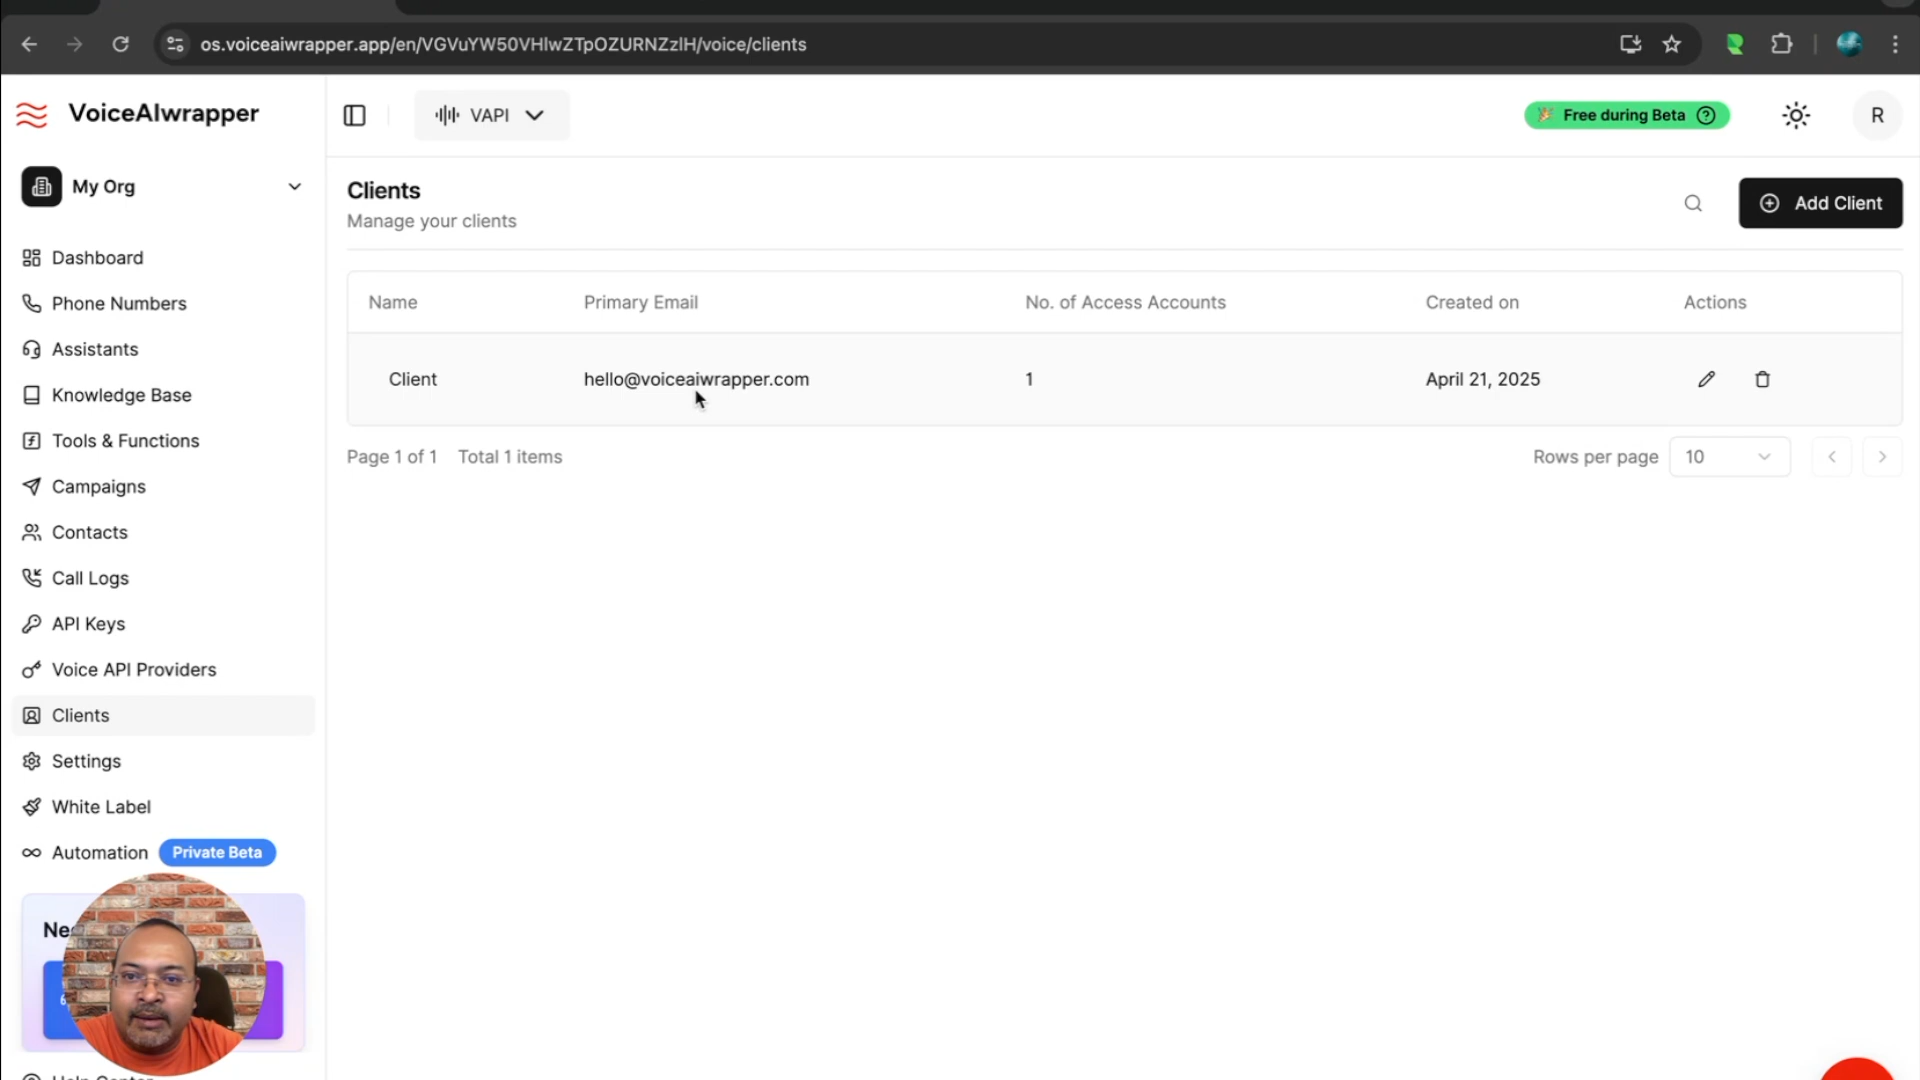 os.voiceaiwrapper.app/en/VGVuYW50VHlwZTpOZURNZzlH/voice/clients
VoiceAIwrapper
VAPI
Free during Beta
R
My Org
Clients
Manage your clients
Add Client
Dashboard
Phone Numbers
Assistants
Knowledge Base
Tools & Functions
Campaigns
Contacts
Call Logs
API Keys
Voice API Providers
Clients
Settings
White Label
Automation Private Beta
Name Primary Email No. of Access Accounts Created on Actions
Client hello@voiceaiwrapper.com 1 April 21, 2025
Page 1 of 1 Total 1 items
Rows per page 10